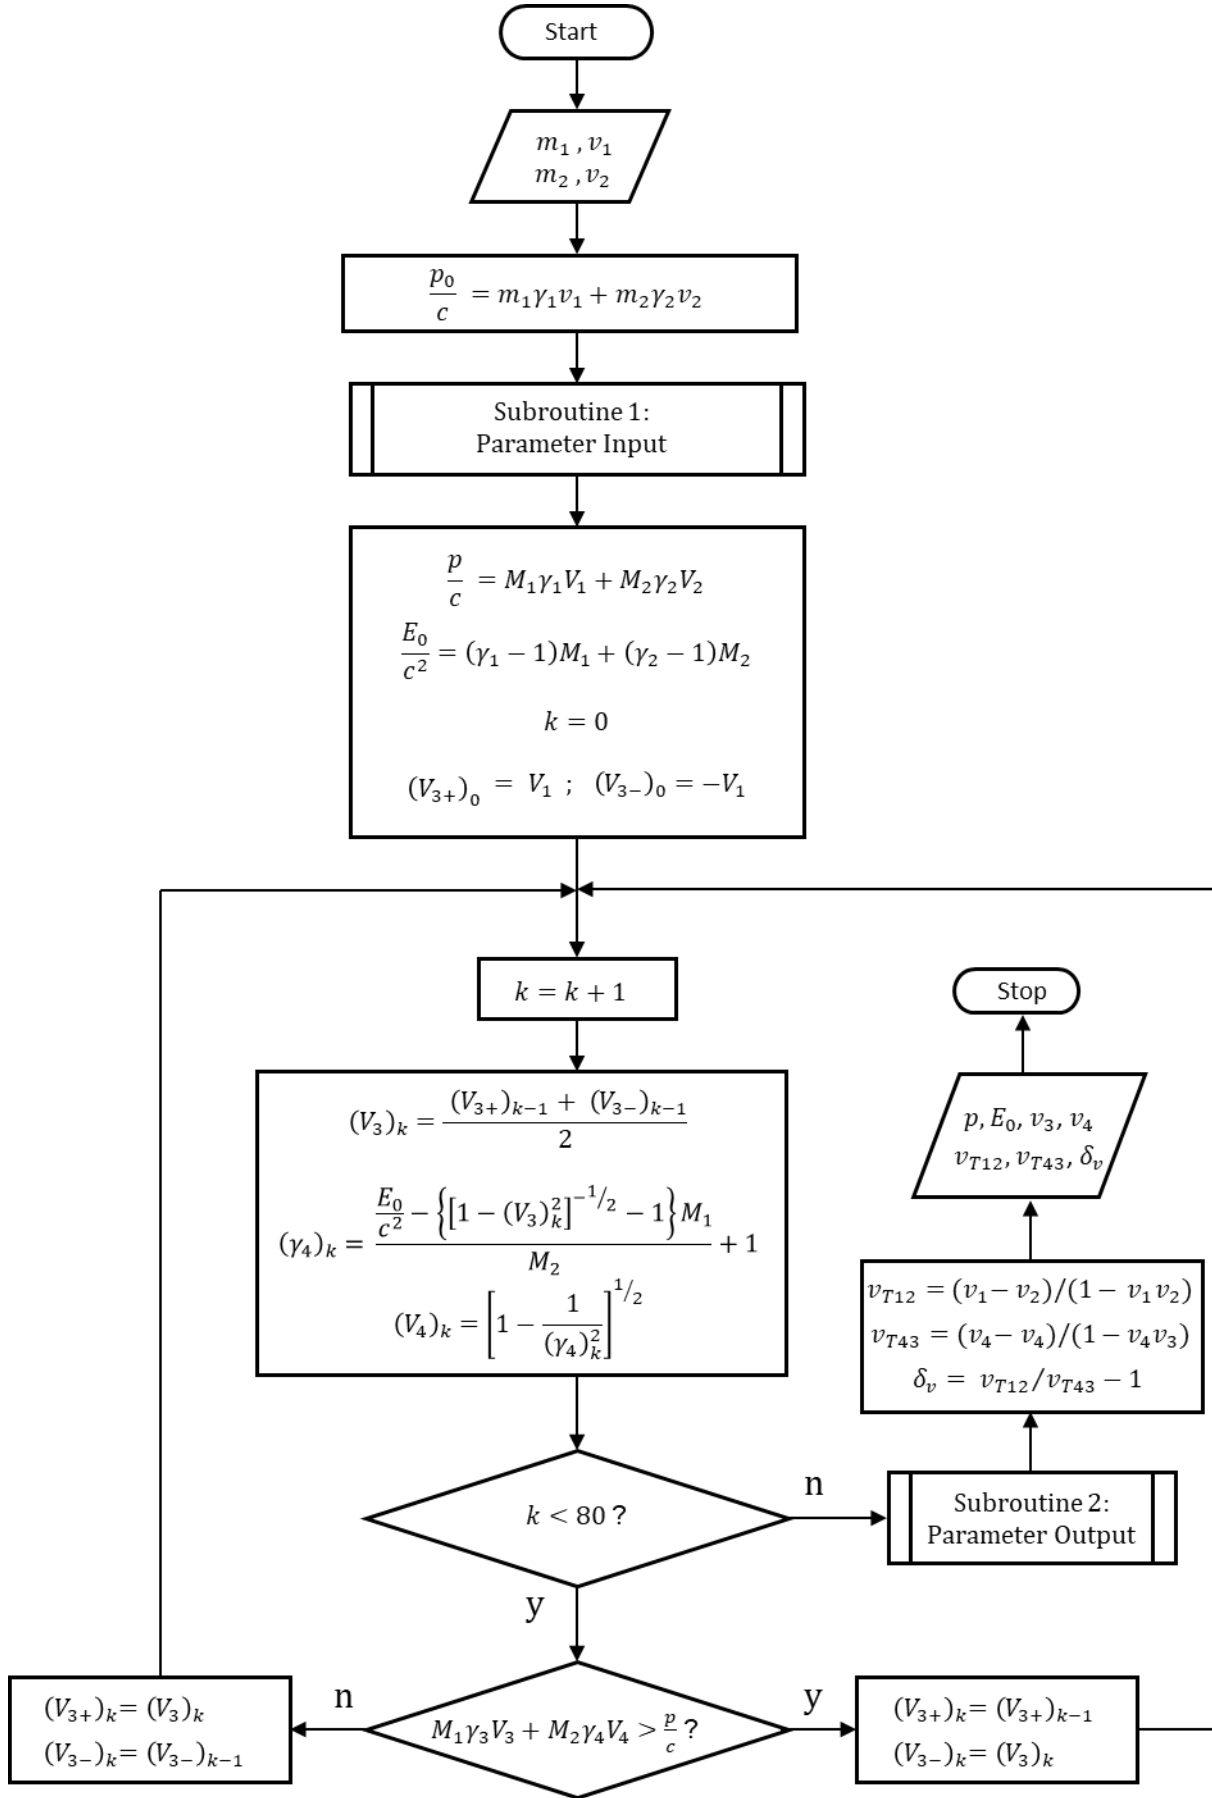 Start
m₁ , v₁
m₂ , v₂
p₀/c = m₁γ₁v₁ + m₂γ₂v₂
Subroutine 1:
Parameter Input
p/c = M₁γ₁V₁ + M₂γ₂V₂
E₀/c² = (γ₁ − 1)M₁ + (γ₂ − 1)M₂
k = 0
(V₃₊)₀ = V₁ ; (V₃₋)₀ = −V₁
k = k + 1
(V₃)ₖ = ((V₃₊)ₖ₋₁ + (V₃₋)ₖ₋₁)/2
(γ₄)ₖ = (E₀/c² − {[1 − (V₃)ₖ²]^(−1/2) − 1}M₁)/M₂ + 1
(V₄)ₖ = [1 − 1/(γ₄)ₖ²]^(1/2)
k < 80 ?
n
Subroutine 2:
Parameter Output
v_T12 = (v₁− v₂)/(1− v₁v₂)
v_T43 = (v₄− v₄)/(1− v₄v₃)
δᵥ = v_T12/v_T43 − 1
p, E₀, v₃, v₄
v_T12, v_T43, δᵥ
Stop
y
M₁γ₃V₃ + M₂γ₄V₄ > p/c ?
n
(V₃₊)ₖ= (V₃)ₖ
(V₃₋)ₖ= (V₃₋)ₖ₋₁
y
(V₃₊)ₖ= (V₃₊)ₖ₋₁
(V₃₋)ₖ= (V₃)ₖ